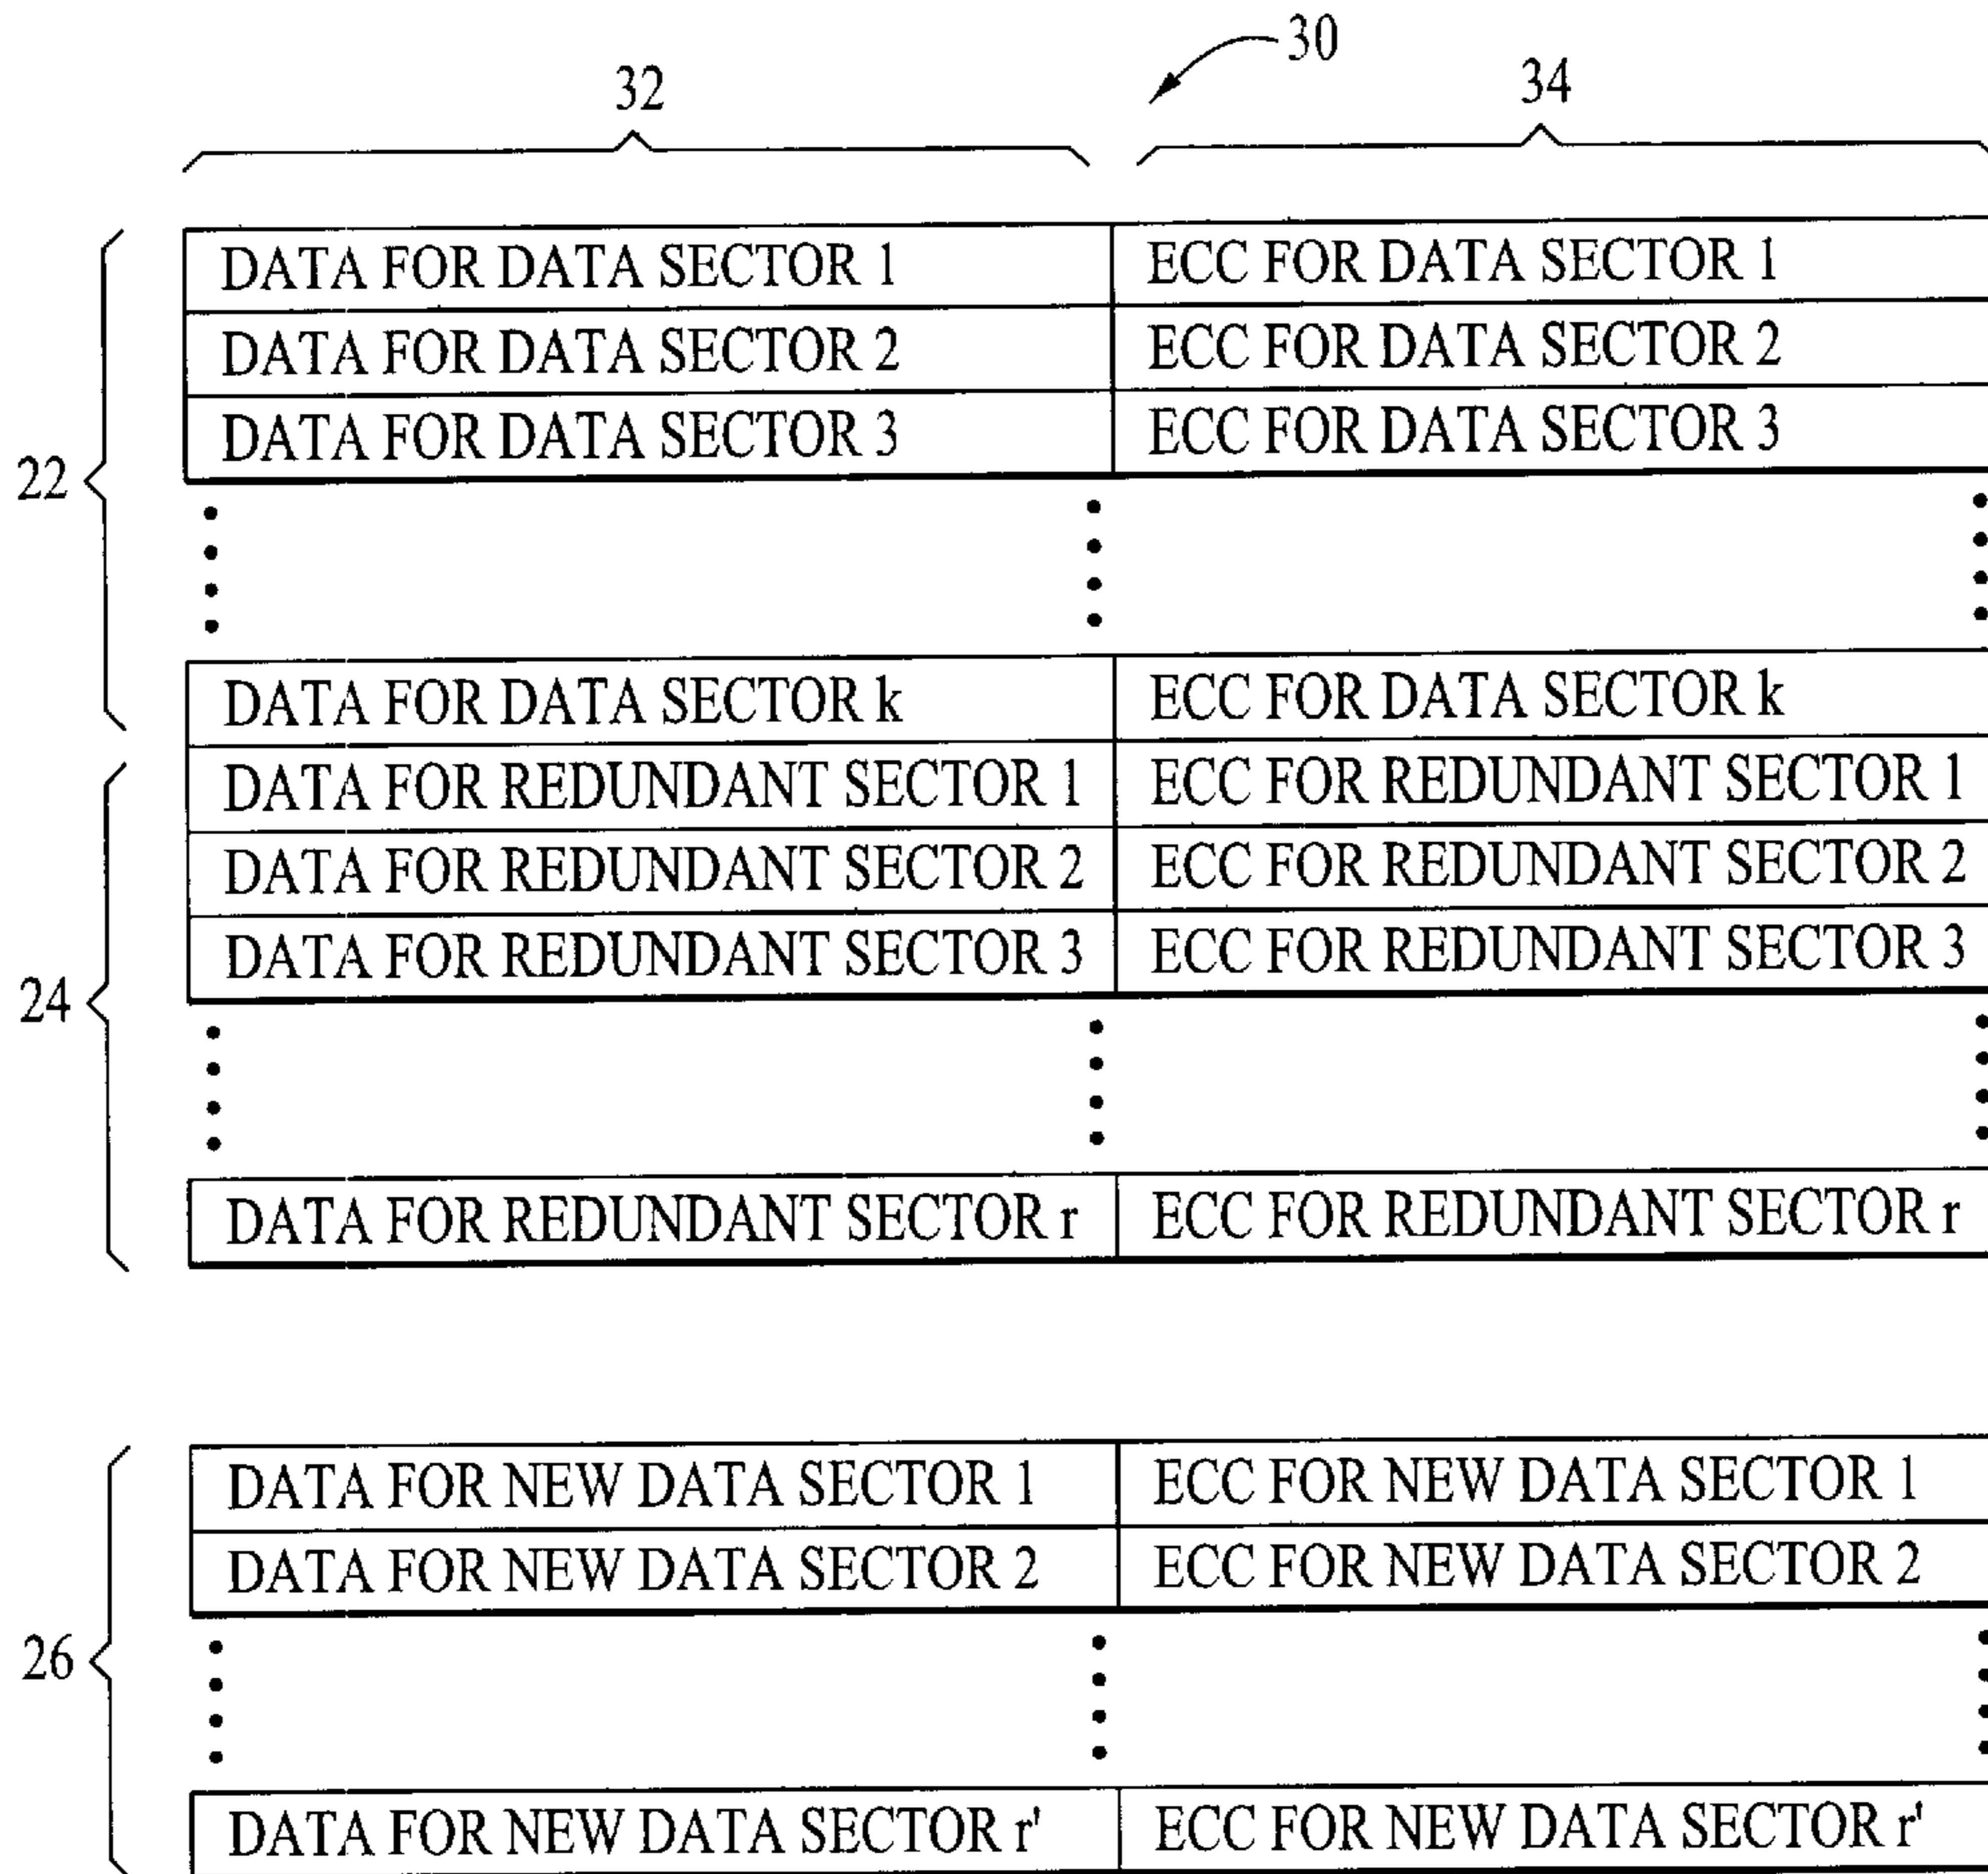 30
32
34
DATA FOR DATA SECTOR 1 ECC FOR DATA SECTOR 1
DATA FOR DATA SECTOR 2 ECC FOR DATA SECTOR 2
DATA FOR DATA SECTOR 3 ECC FOR DATA SECTOR 3
22
DATA FOR DATA SECTOR k ECC FOR DATA SECTOR k
DATA FOR REDUNDANT SECTOR 1 ECC FOR REDUNDANT SECTOR 1
DATA FOR REDUNDANT SECTOR 2 ECC FOR REDUNDANT SECTOR 2
DATA FOR REDUNDANT SECTOR 3 ECC FOR REDUNDANT SECTOR 3
24
DATA FOR REDUNDANT SECTOR r ECC FOR REDUNDANT SECTOR r
DATA FOR NEW DATA SECTOR 1 ECC FOR NEW DATA SECTOR 1
DATA FOR NEW DATA SECTOR 2 ECC FOR NEW DATA SECTOR 2
26
DATA FOR NEW DATA SECTOR r' ECC FOR NEW DATA SECTOR r'